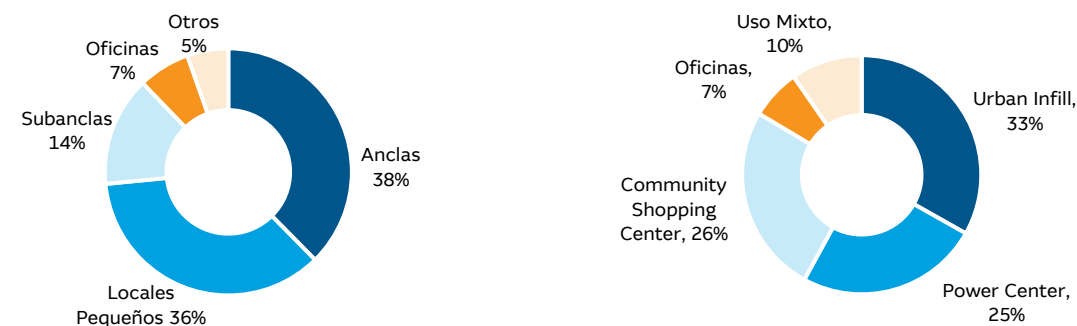 Otros
5%
Oficinas
7%
Subanclas
14%
Anclas
38%
Locales
Pequeños 36%
Uso Mixto,
10%
Oficinas,
7%
Urban Infill,
33%
Community
Shopping
Center, 26%
Power Center,
25%